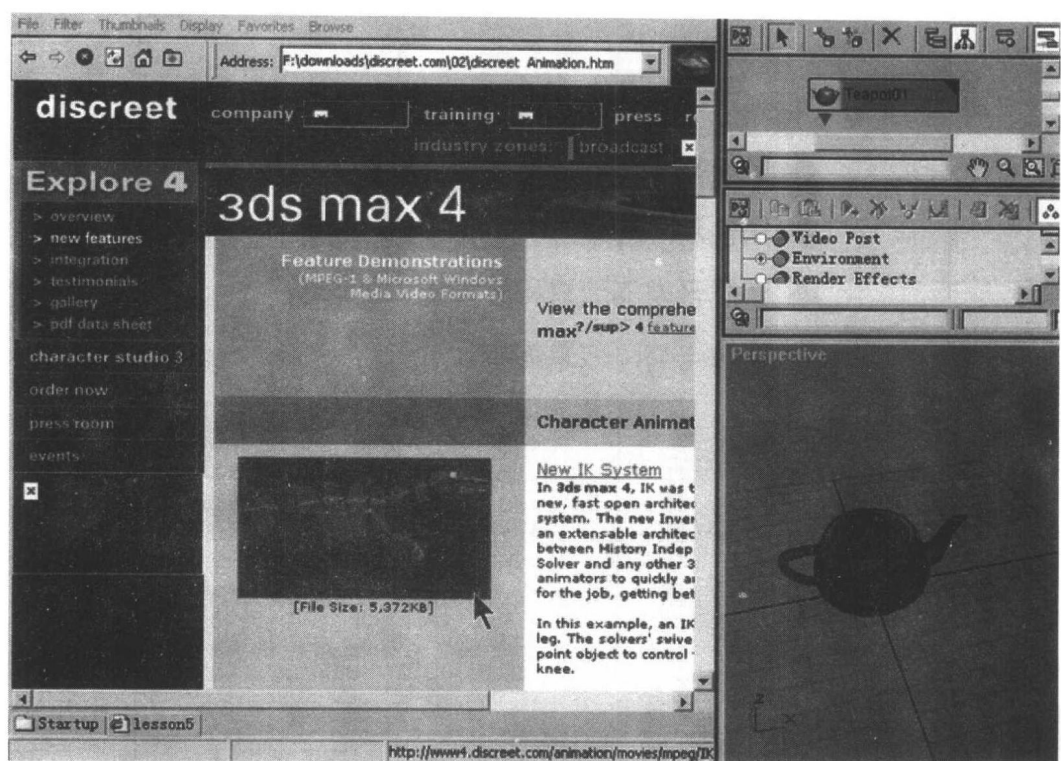 File Filter Thumbnails Display Favorites Browse
Address: F:\downloads\discreet.com\02\discreet Animation.htm
discreet
company
training
press
industry zones:
broadcast
Explore 4
> overview
> new features
> integration
> testimonials
> gallery
> pdf data sheet
character studio 3
order now
press room
events
3ds max 4
Feature Demonstrations
(MPEG-1 & Microsoft Windows
Media Video Formats)
View the comprehe
max?/sup> 4 feature
Character Animat
[File Size: 5,372KB]
New IK System
In 3ds max 4, IK was t
new, fast open architec
system. The new Inver
an extensable architec
between History Indep
Solver and any other 3
animators to quickly a
for the job, getting bet
In this example, an IK
leg. The solvers' swive
point object to control
knee.
Startup
lesson5
http://www4.discreet.com/animation/movies/mpeg/IK
Teapot01
Video Post
Environment
Render Effects
Perspective
z
x